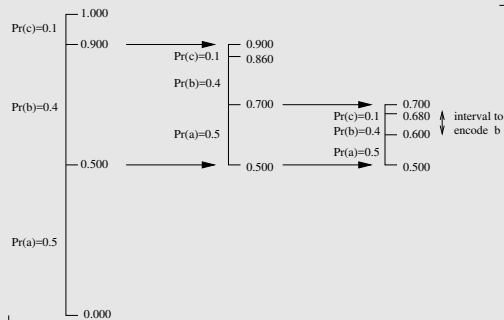 1.000
Pr(c)=0.1
0.900
Pr(b)=0.4
0.500
Pr(a)=0.5
0.000
0.900
Pr(c)=0.1
0.860
Pr(b)=0.4
0.700
Pr(a)=0.5
0.500
0.700
Pr(c)=0.1
0.680
Pr(b)=0.4
0.600
Pr(a)=0.5
0.500
interval to
encode b